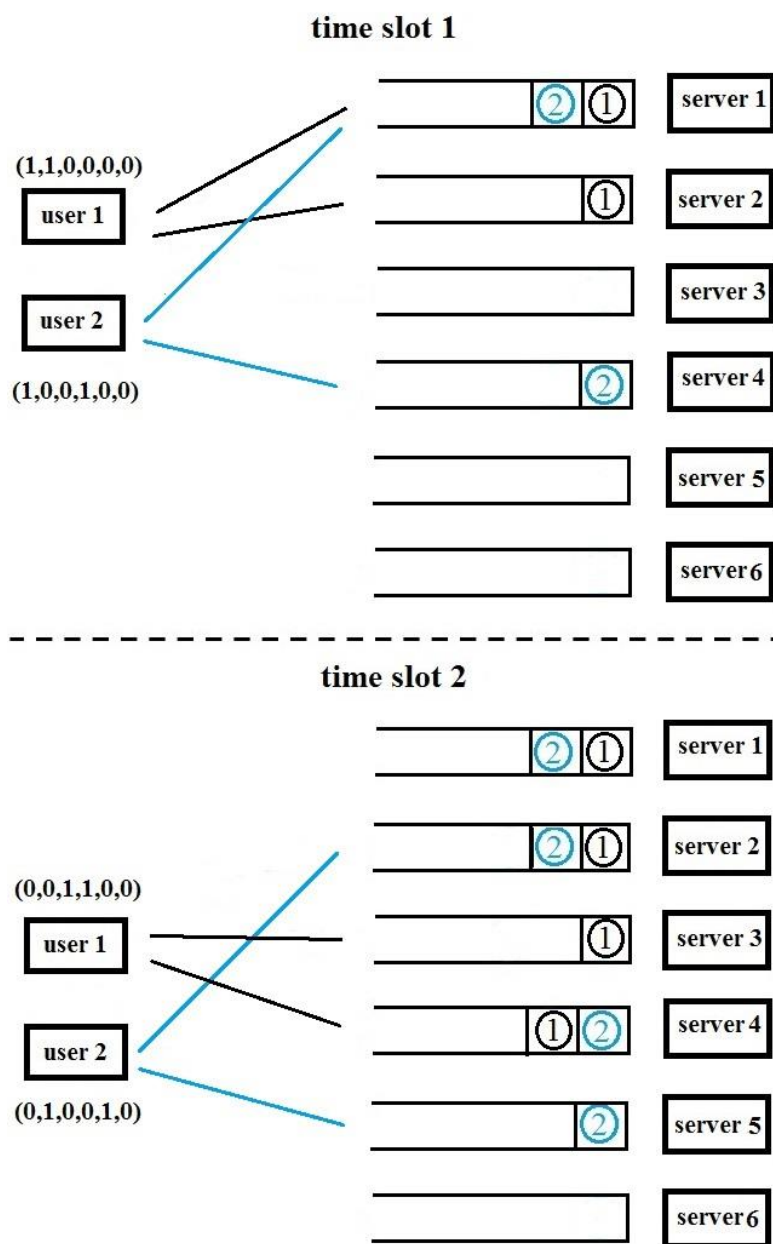 time slot 1
② ① server 1
(1,1,0,0,0,0)
user 1
① server 2
server 3
user 2
② server 4
(1,0,0,1,0,0)
server 5
server 6
time slot 2
② ① server 1
② ① server 2
(0,0,1,1,0,0)
user 1
① server 3
① ② server 4
user 2
(0,1,0,0,1,0)
② server 5
server 6